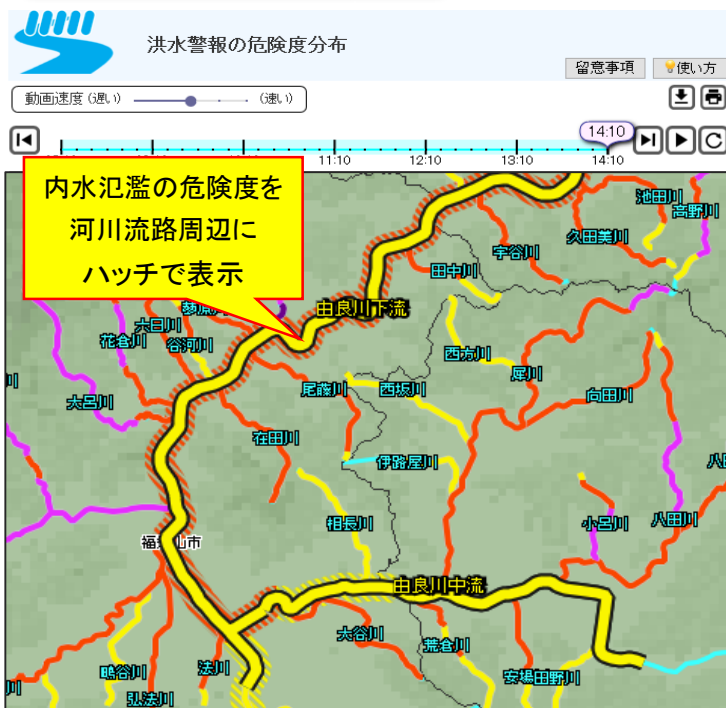 洪水警報の危険度分布
留意事項
使い方
動画速度(遅い)
(速い)
14:10
11:10
12:10
13:10
14:10
内水氾濫の危険度を
河川流路周辺に
ハッチで表示
池田川
高野川
久田美川
宇谷川
田中川
由良川下流
六日川
花倉川
谷河川
西方川
犀川
尾藤川
西坂川
向田川
大呂川
在田川
伊路屋川
相長川
小呂川
八田川
福知山市
由良川中流
大谷川
荒倉川
鴫谷川
法川
安場田野川
弘法川